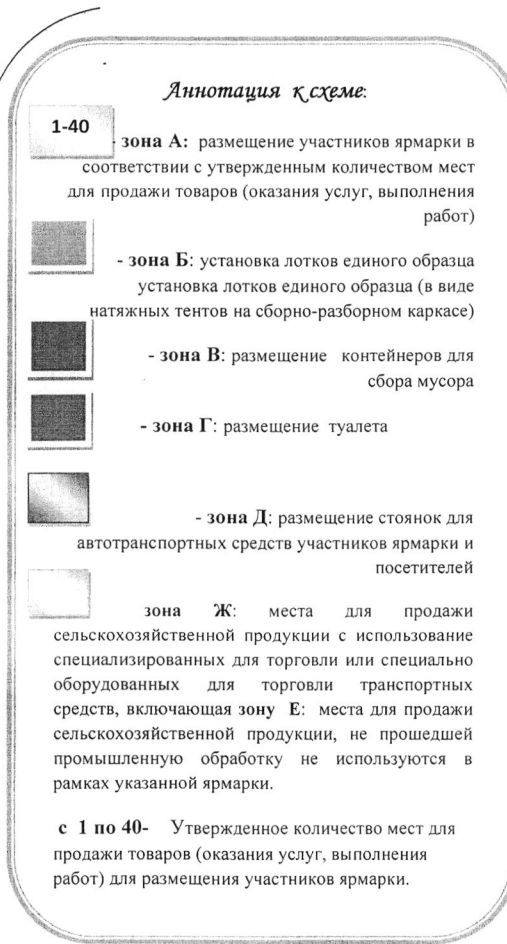 Аннотация к схеме:
1-40
- зона А: размещение участников ярмарки в
соответствии с утвержденным количеством мест
для продажи товаров (оказания услуг, выполнения
работ)
- зона Б: установка лотков единого образца
установка лотков единого образца (в виде
натяжных тентов на сборно-разборном каркасе)
- зона В: размещение контейнеров для
сбора мусора
- зона Г: размещение туалета
- зона Д: размещение стоянок для
автотранспортных средств участников ярмарки и
посетителей
зона Ж: места для продажи
сельскохозяйственной продукции с использование
специализированных для торговли или специально
оборудованных для торговли транспортных
средств, включающая зону Е: места для продажи
сельскохозяйственной продукции, не прошедшей
промышленную обработку не используются в
рамках указанной ярмарки.
с 1 по 40- Утвержденное количество мест для
продажи товаров (оказания услуг, выполнения
работ) для размещения участников ярмарки.